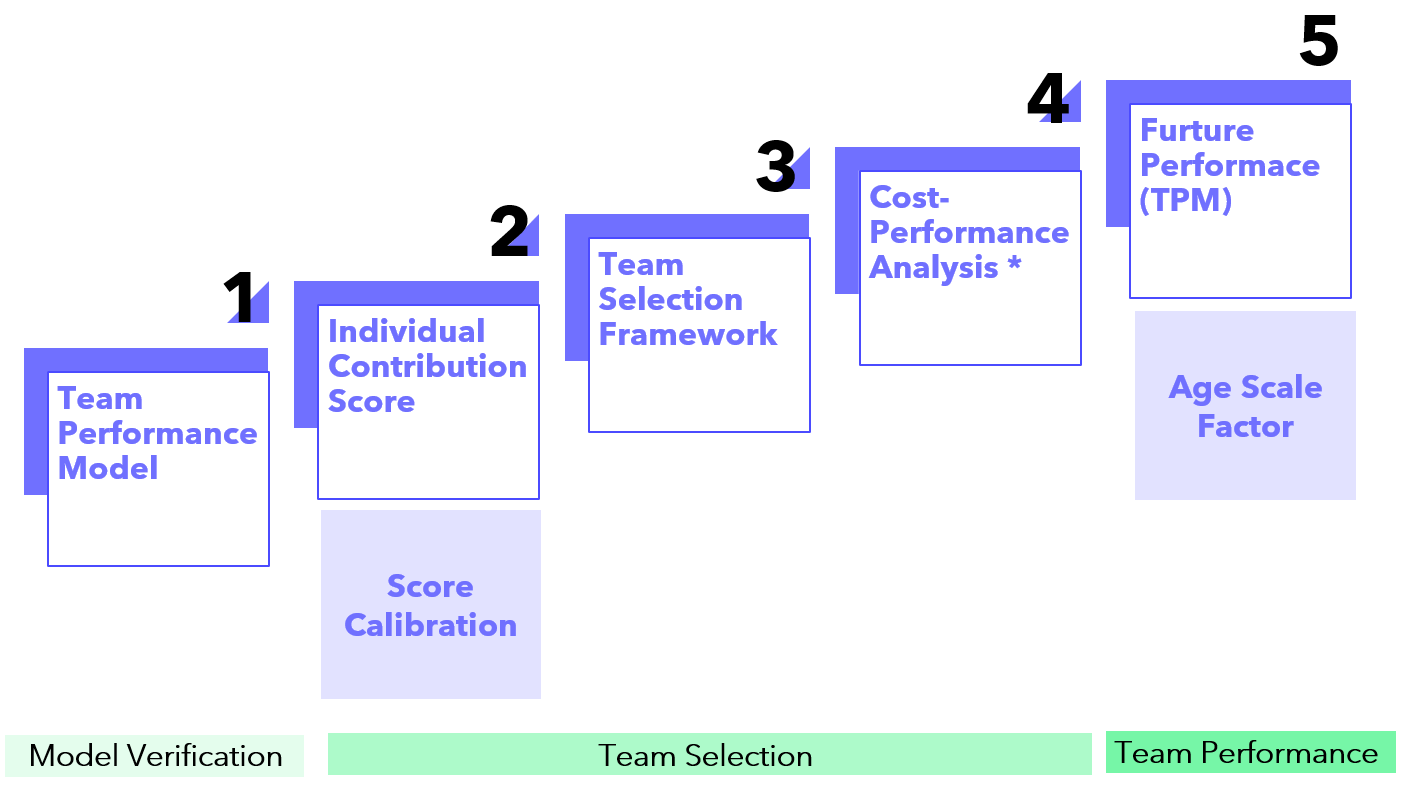 1
Team
Performance
Model
2
Individual
Contribution
Score
Score
Calibration
3
Team
Selection
Framework
4
Cost-
Performance
Analysis *
5
Furture
Performace
(TPM)
Age Scale
Factor
Model Verification
Team Selection
Team Performance